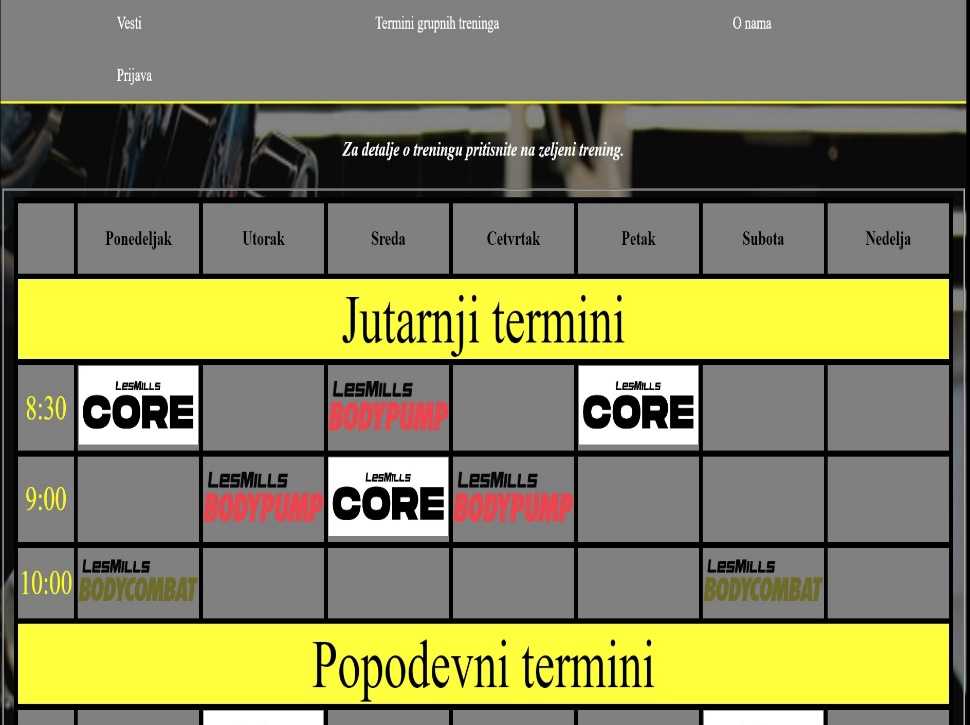 Vesti Termini grupnih treninga O nama
Prijava
Za detalje o treningu pritisnite na zeljeni trening.
Ponedeljak Utorak Sreda Cetvrtak Petak Subota Nedelja
Jutarnji termini
8:30 LesMills CORE LesMills BODYPUMP LesMills CORE
9:00 LesMills BODYPUMP LesMills CORE LesMills BODYPUMP
10:00 LesMills BODYCOMBAT LesMills BODYCOMBAT
Popodevni termini